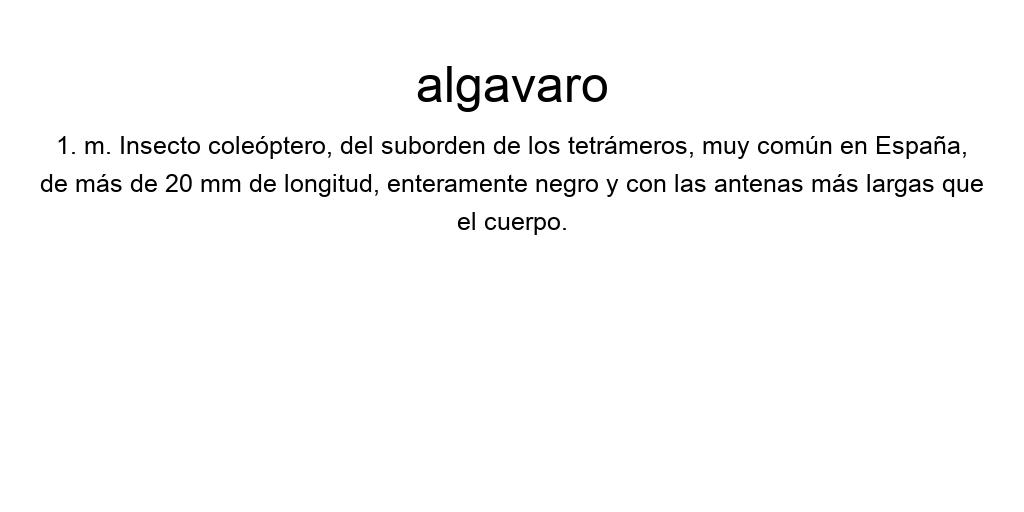 algavaro
1. m. Insecto coleóptero, del suborden de los tetrámeros, muy común en España,
de más de 20 mm de longitud, enteramente negro y con las antenas más largas que
el cuerpo.